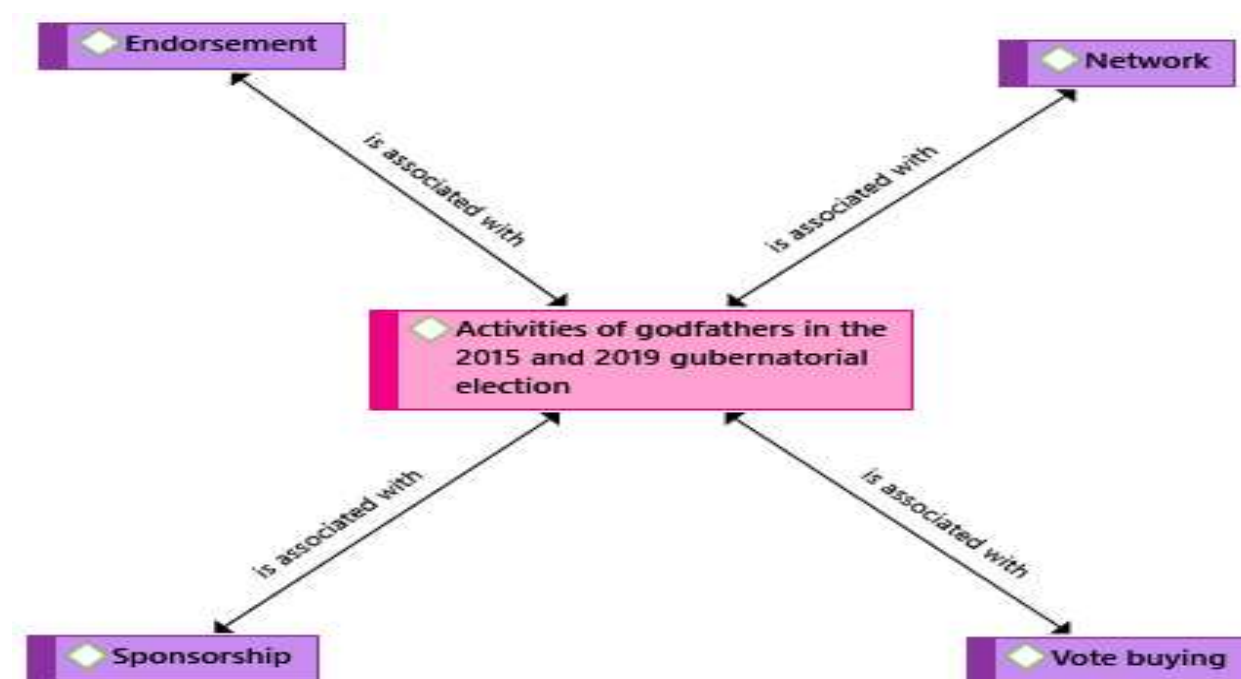 Endorsement
Network
is associated with
is associated with
Activities of godfathers in the
2015 and 2019 gubernatorial
election
is associated with
is associated with
Sponsorship
Vote buying